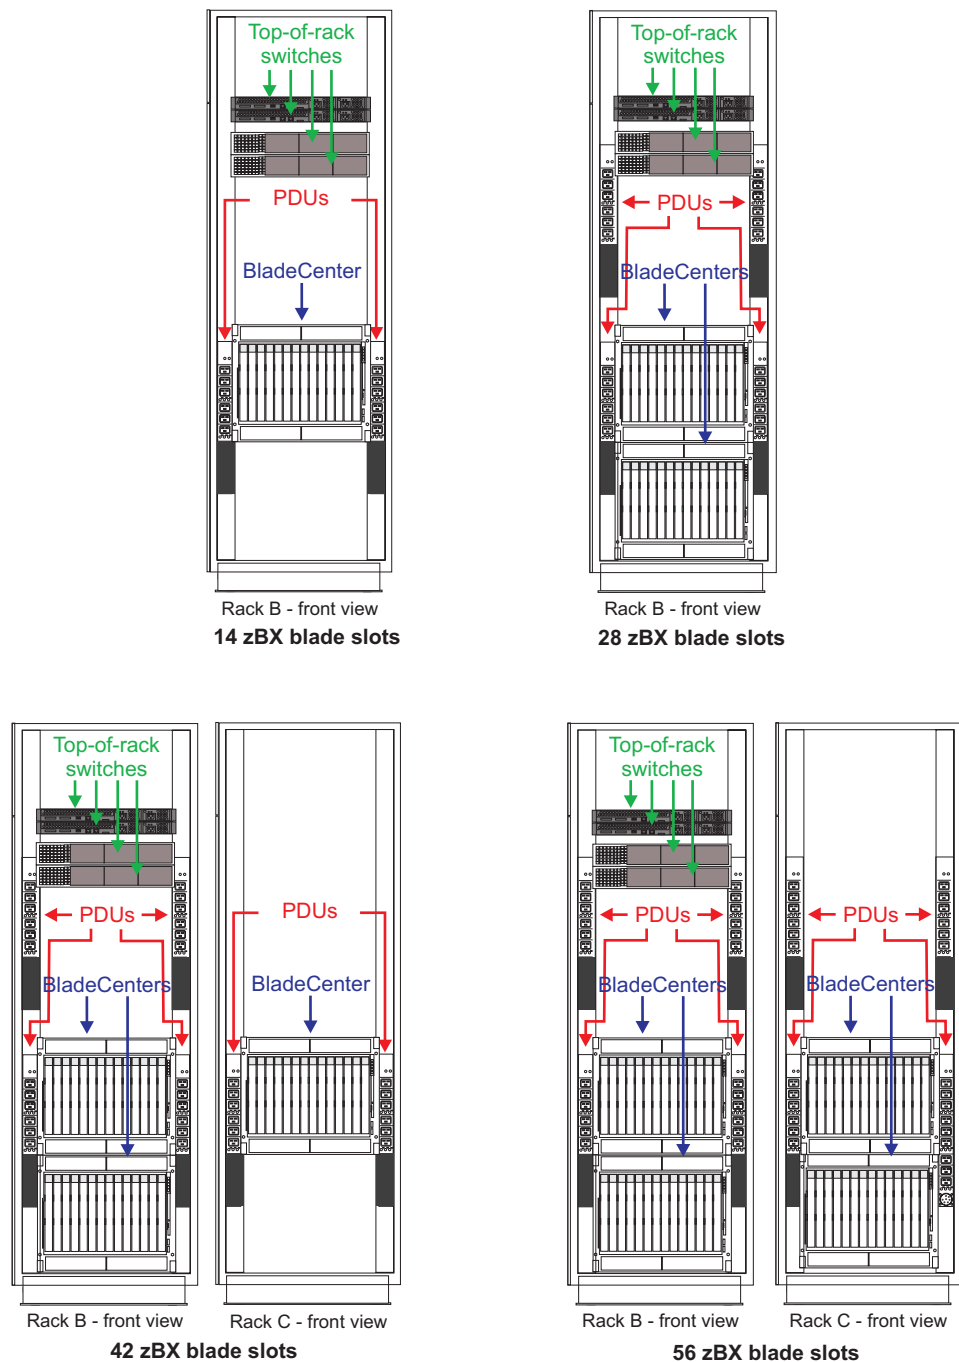 Top-of-rack
switches
PDUs
BladeCenter
Rack B - front view
14 zBX blade slots
Top-of-rack
switches
PDUs
BladeCenters
Rack B - front view
28 zBX blade slots
Top-of-rack
switches
PDUs
BladeCenters
Rack B - front view
PDUs
BladeCenter
Rack C - front view
42 zBX blade slots
Top-of-rack
switches
PDUs
BladeCenters
Rack B - front view
PDUs
BladeCenters
Rack C - front view
56 zBX blade slots